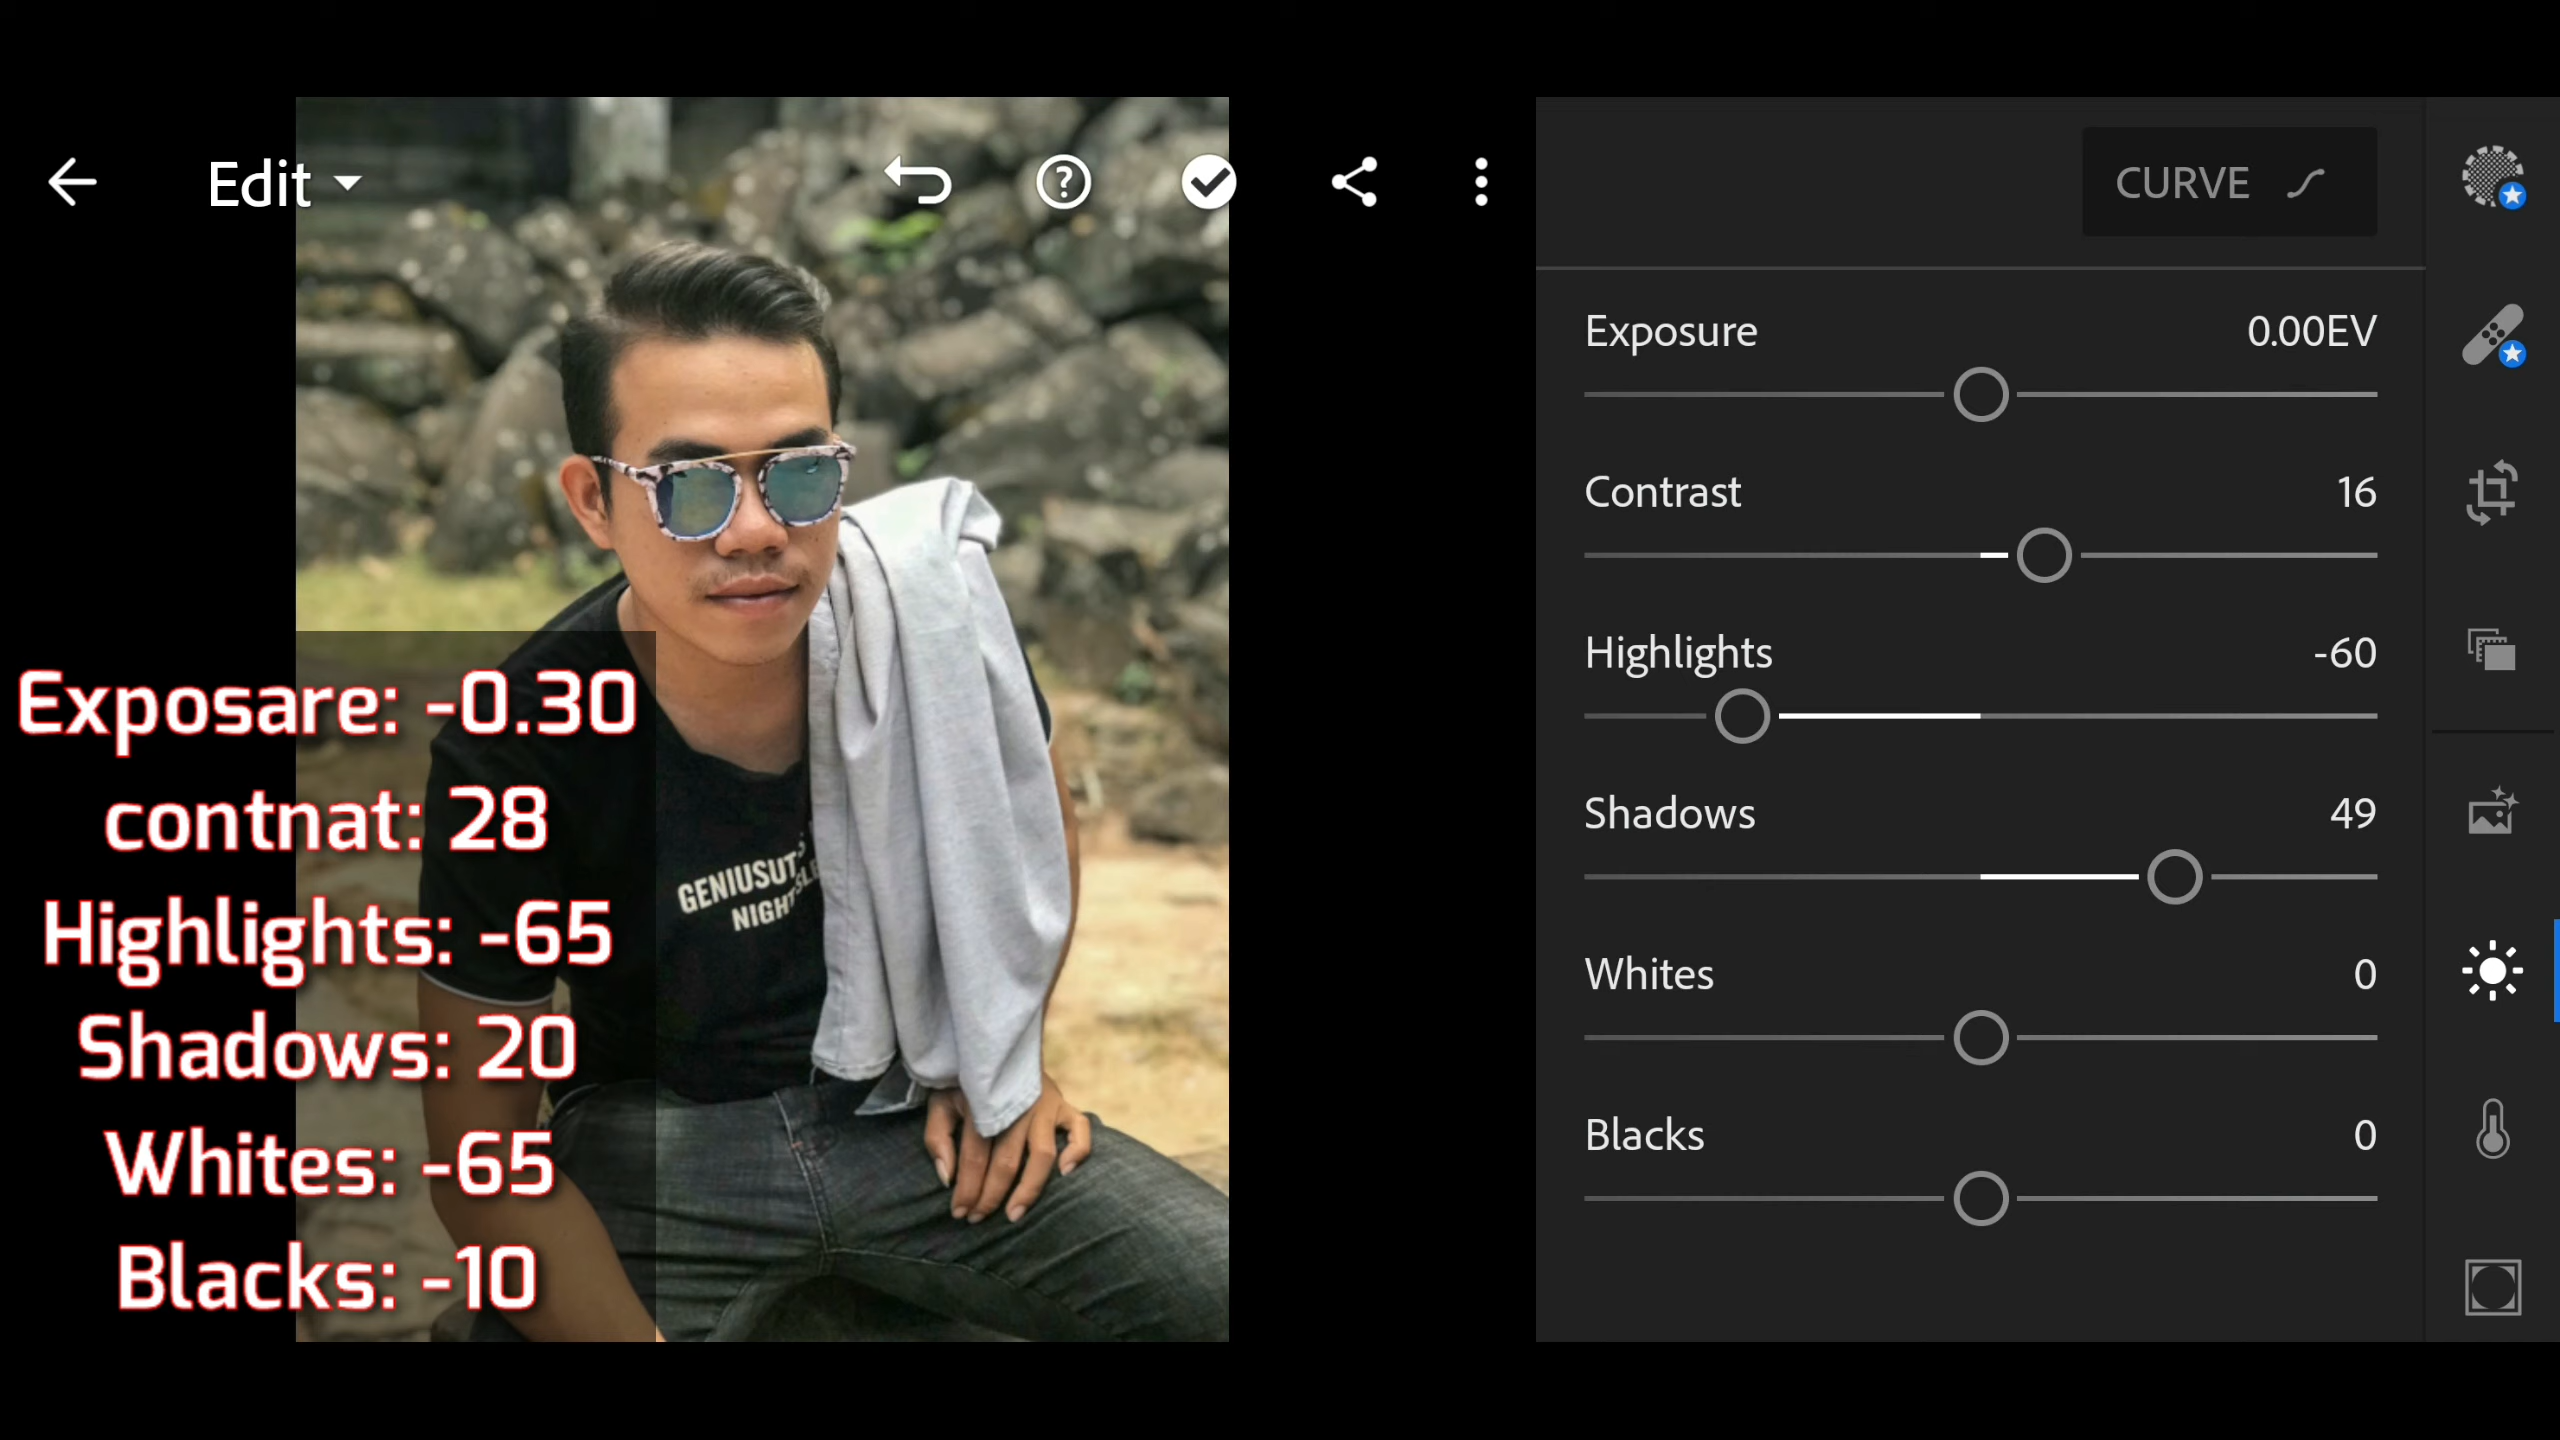 Edit
CURVE
Exposure 0.00EV
Contrast 16
Highlights -60
Shadows 49
Whites 0
Blacks 0
Exposare: -0.30
contnat: 28
Highlights: -65
Shadows: 20
Whites: -65
Blacks: -10
GENIUSUT
NIGHT